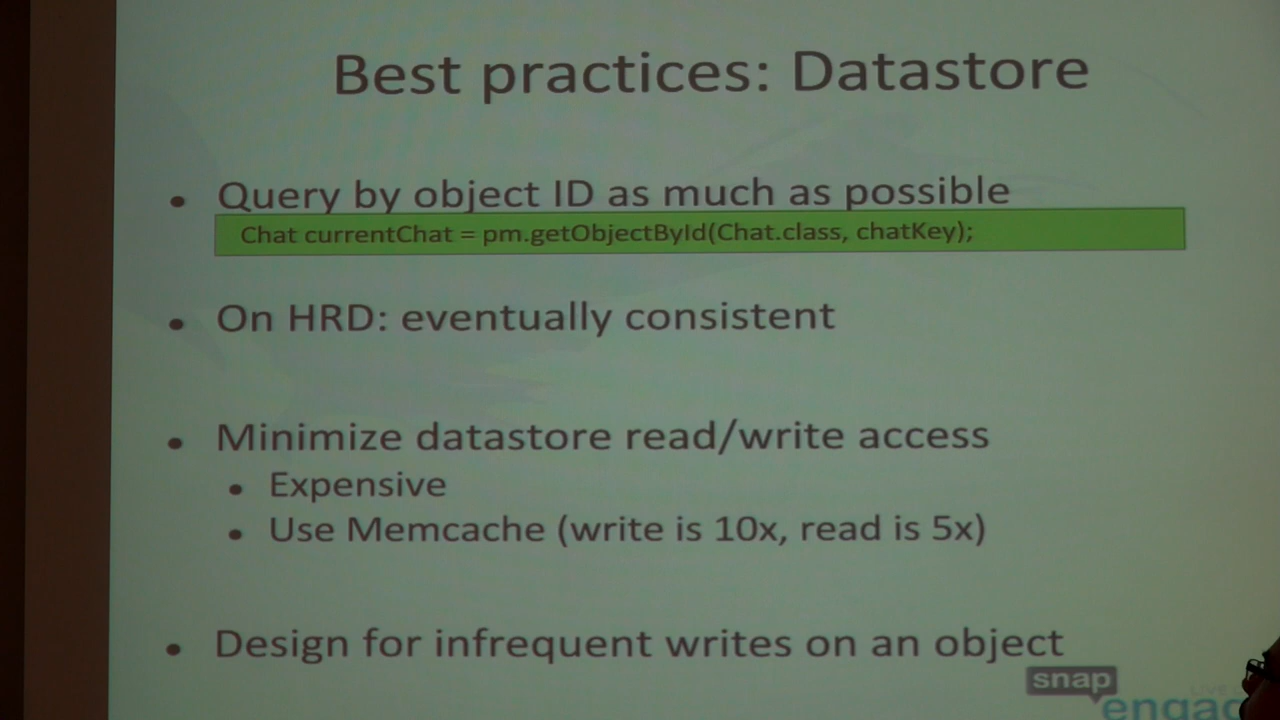 Best practices: Datastore
• Query by object ID as much as possible
Chat currentChat = pm.getObjectById(Chat.class, chatKey);
• On HRD: eventually consistent
• Minimize datastore read/write access
• Expensive
• Use Memcache (write is 10x, read is 5x)
• Design for infrequent writes on an object
snap